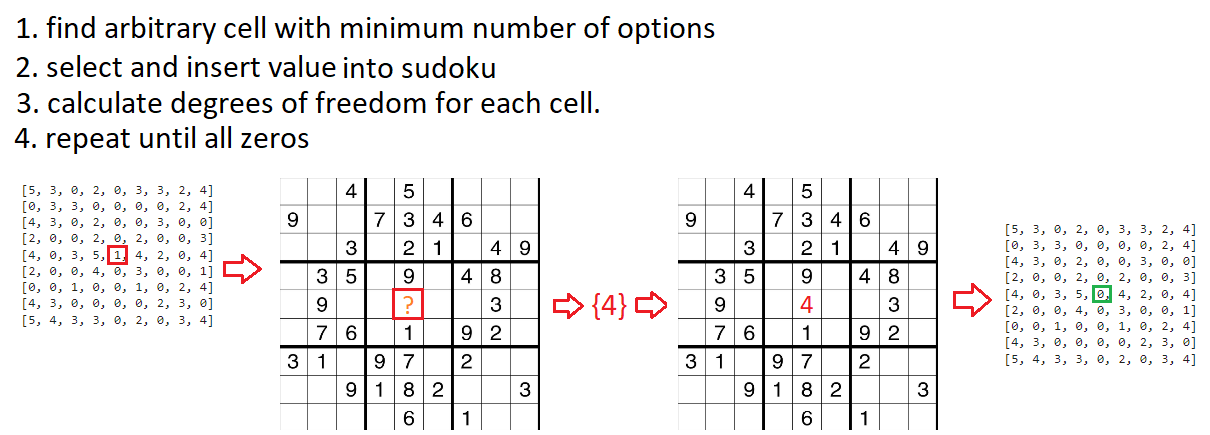 1. find arbitrary cell with minimum number of options
2. select and insert value into sudoku
3. calculate degrees of freedom for each cell.
4. repeat until all zeros
[5, 3, 0, 2, 0, 3, 3, 2, 4]
[0, 3, 3, 0, 0, 0, 0, 2, 4]
[4, 3, 0, 2, 0, 0, 3, 0, 0]
[2, 0, 0, 2, 0, 2, 0, 0, 3]
[4, 0, 3, 5, 1, 4, 2, 0, 4]
[2, 0, 0, 4, 0, 3, 0, 0, 1]
[0, 0, 1, 0, 0, 1, 0, 2, 4]
[4, 3, 0, 0, 0, 0, 2, 3, 0]
[5, 4, 3, 3, 0, 2, 0, 3, 4]
4 5
9 7 3 4 6
3 2 1 4 9
3 5 9 4 8
9 ? 3
7 6 1 9 2
3 1 9 7 2
9 1 8 2 3
6 1
{4}
4 5
9 7 3 4 6
3 2 1 4 9
3 5 9 4 8
9 4 3
7 6 1 9 2
3 1 9 7 2
9 1 8 2 3
6 1
[5, 3, 0, 2, 0, 3, 3, 2, 4]
[0, 3, 3, 0, 0, 0, 0, 2, 4]
[4, 3, 0, 2, 0, 0, 3, 0, 0]
[2, 0, 0, 2, 0, 2, 0, 0, 3]
[4, 0, 3, 5, 0, 4, 2, 0, 4]
[2, 0, 0, 4, 0, 3, 0, 0, 1]
[0, 0, 1, 0, 0, 1, 0, 2, 4]
[4, 3, 0, 0, 0, 0, 2, 3, 0]
[5, 4, 3, 3, 0, 2, 0, 3, 4]